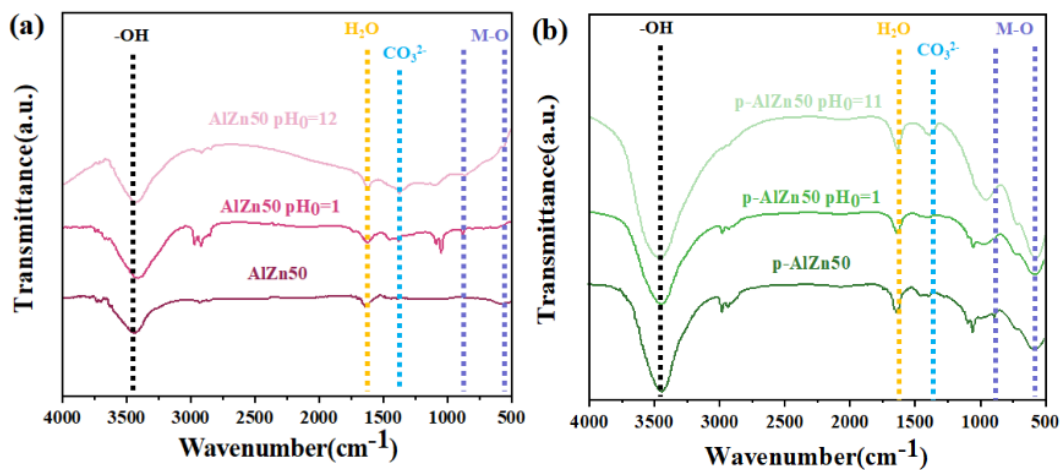 (a)
-OH
H₂O
M-O
CO₃²⁻
AlZn50 pH₀=12
AlZn50 pH₀=1
AlZn50
Transmittance(a.u.)
4000 3500 3000 2500 2000 1500 1000 500
Wavenumber(cm⁻¹)
(b)
-OH
H₂O
M-O
CO₃²⁻
p-AlZn50 pH₀=11
p-AlZn50 pH₀=1
p-AlZn50
Transmittance(a.u.)
4000 3500 3000 2500 2000 1500 1000 500
Wavenumber(cm⁻¹)